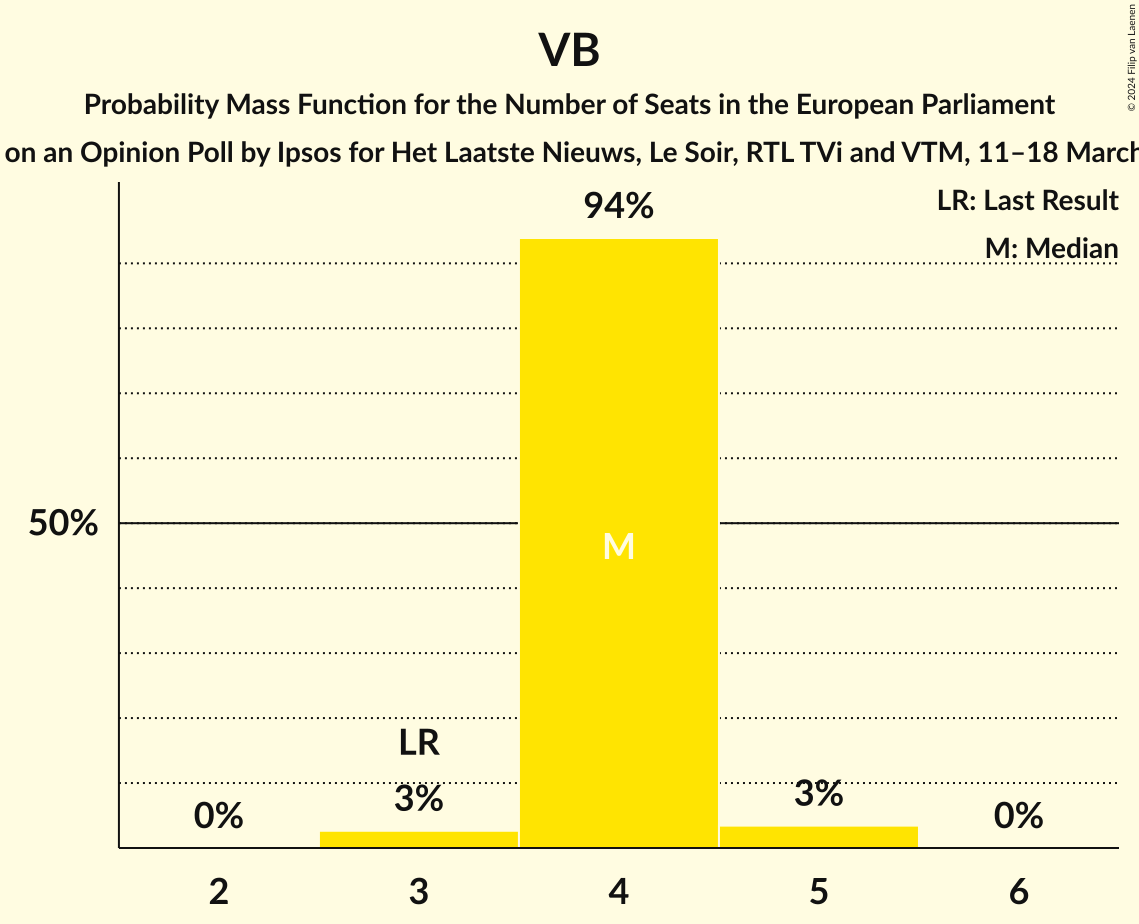 VB
Probability Mass Function for the Number of Seats in the European Parliament
on an Opinion Poll by Ipsos for Het Laatste Nieuws, Le Soir, RTL TVi and VTM, 11–18 March
© 2024 Filip van Laenen
LR: Last Result
M: Median
94%
50%
M
LR
0%
3%
3%
0%
2
3
4
5
6